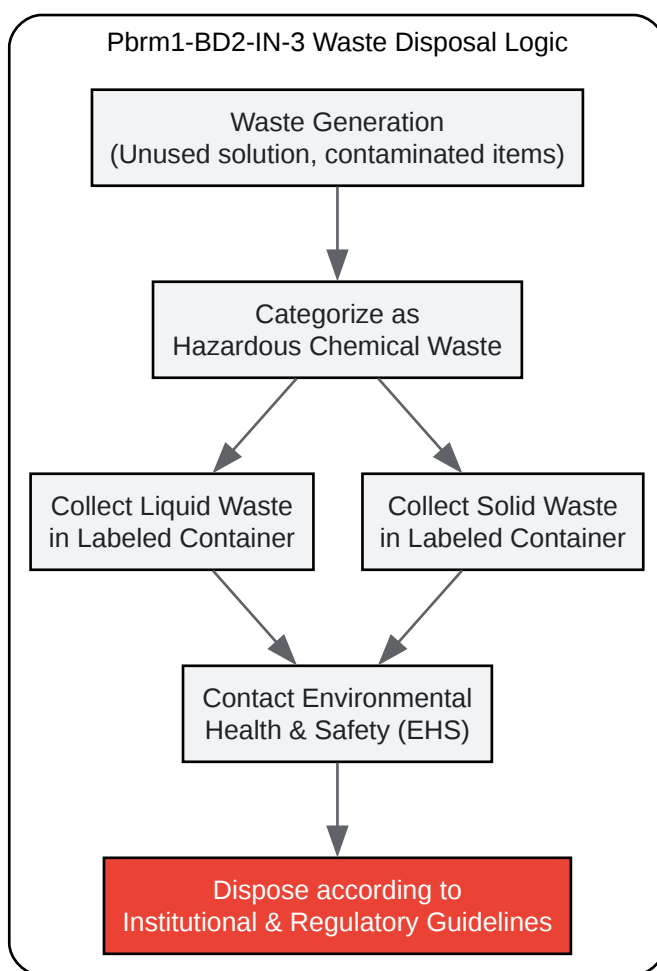 Pbrm1-BD2-IN-3 Waste Disposal Logic
Waste Generation
(Unused solution, contaminated items)
Categorize as
Hazardous Chemical Waste
Collect Liquid Waste
in Labeled Container
Collect Solid Waste
in Labeled Container
Contact Environmental
Health & Safety (EHS)
Dispose according to
Institutional & Regulatory Guidelines